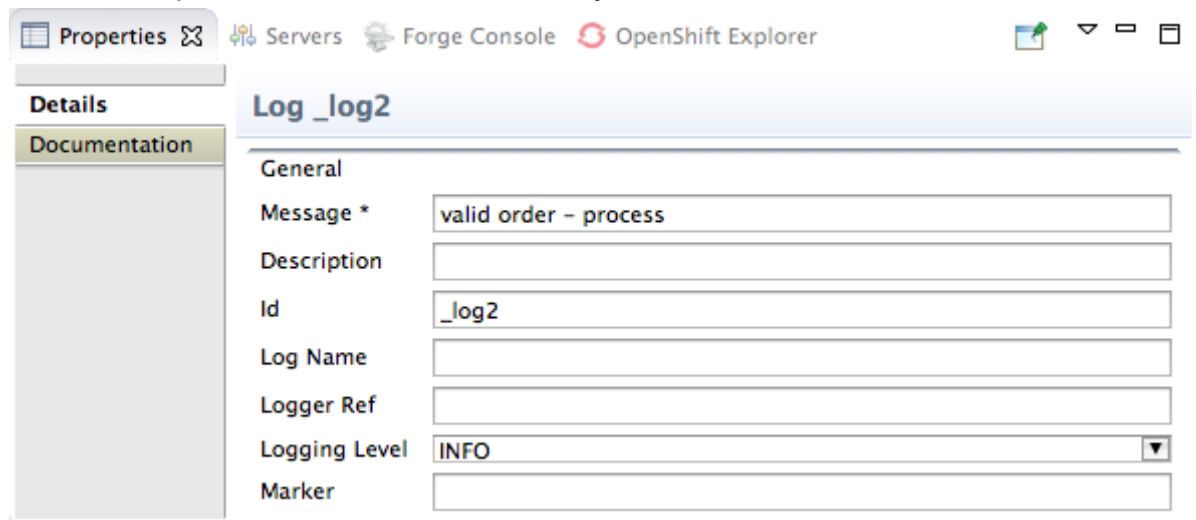 Properties Servers Forge Console OpenShift Explorer
Details
Documentation
Log _log2
General
Message * valid order – process
Description
Id _log2
Log Name
Logger Ref
Logging Level INFO
Marker